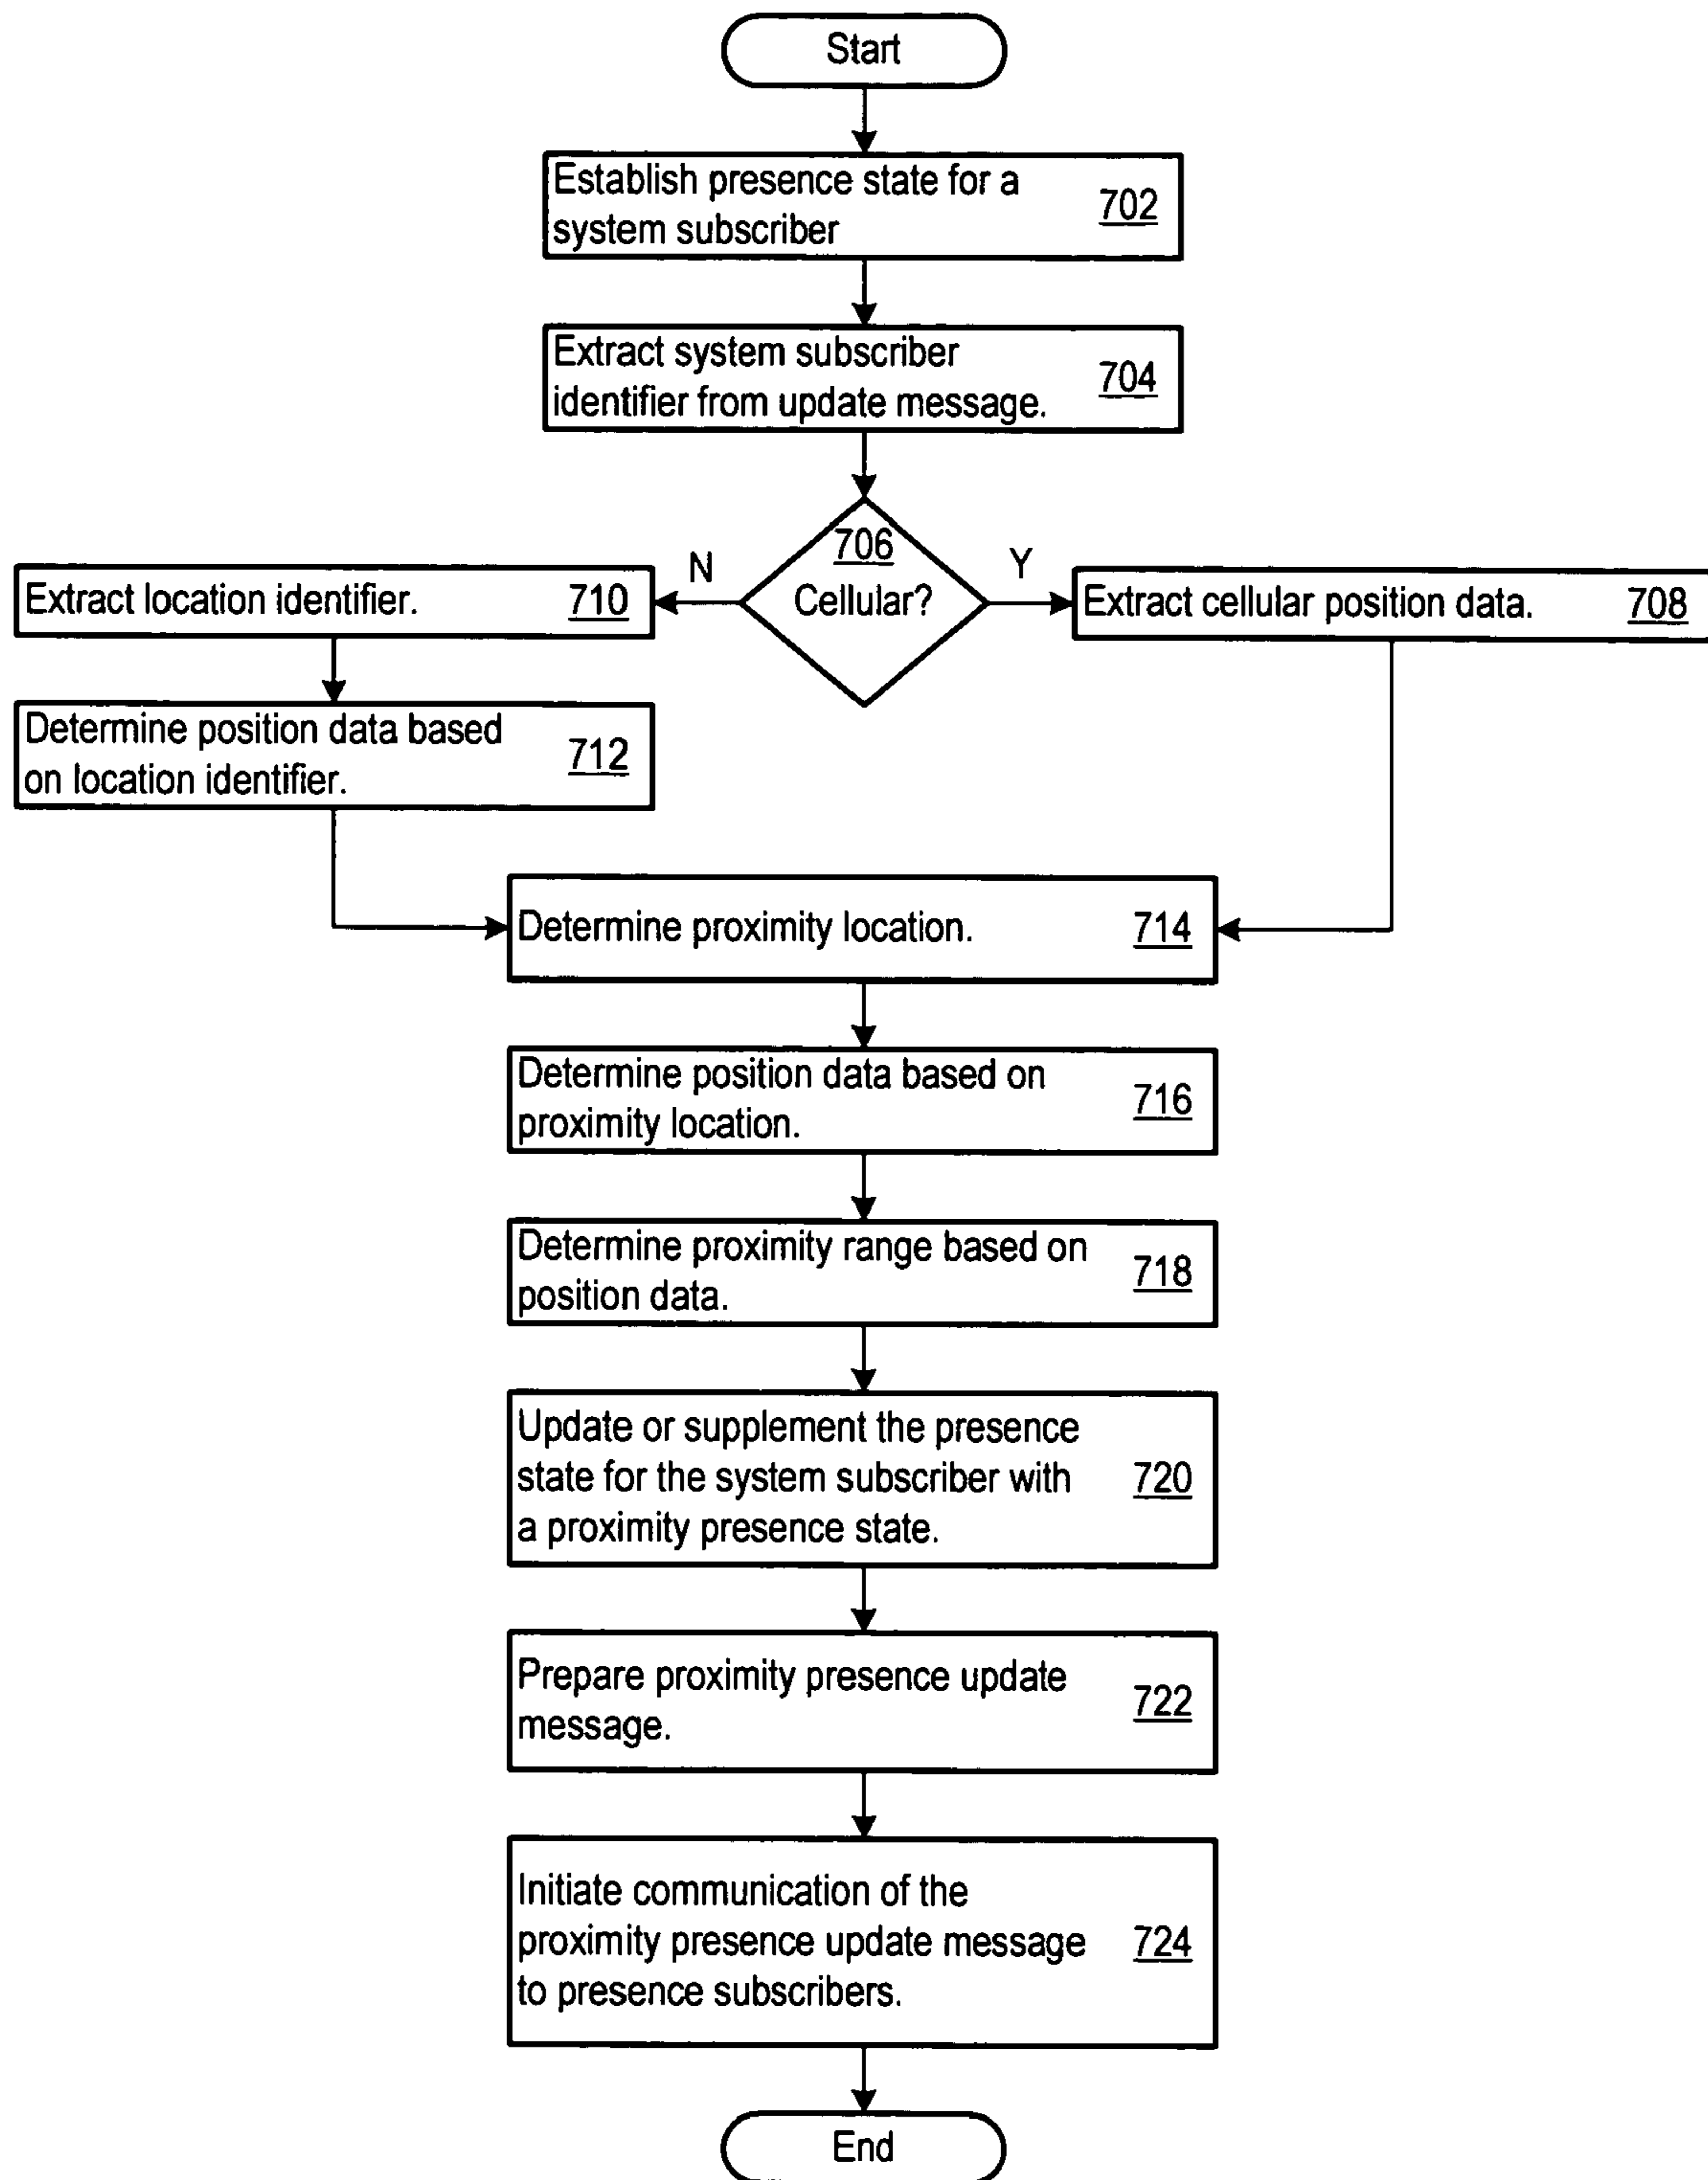 Start
Establish presence state for a
system subscriber
702
Extract system subscriber
identifier from update message.
704
706
Cellular?
N
Y
Extract location identifier.
710
Extract cellular position data.
708
Determine position data based
on location identifier.
712
Determine proximity location.
714
Determine position data based on
proximity location.
716
Determine proximity range based on
position data.
718
Update or supplement the presence
state for the system subscriber with
a proximity presence state.
720
Prepare proximity presence update
message.
722
Initiate communication of the
proximity presence update message
to presence subscribers.
724
End